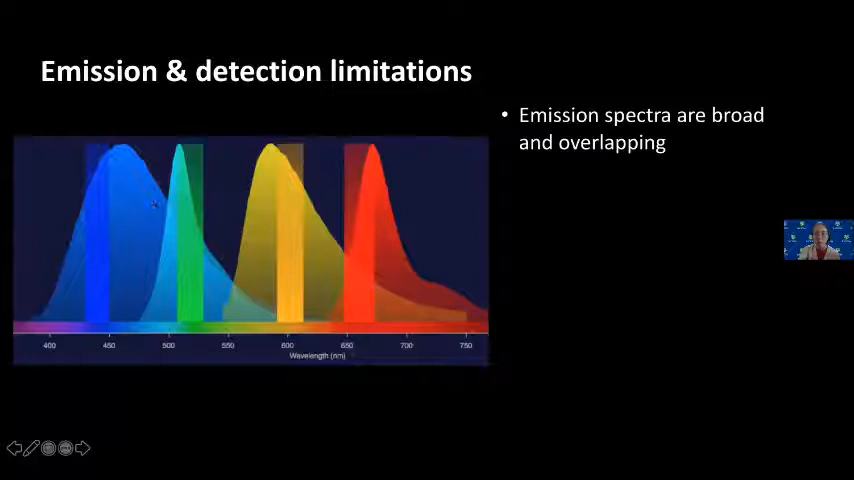 Emission & detection limitations
• Emission spectra are broad
and overlapping
400 450 500 550 600 650 700 750
Wavelength (nm)